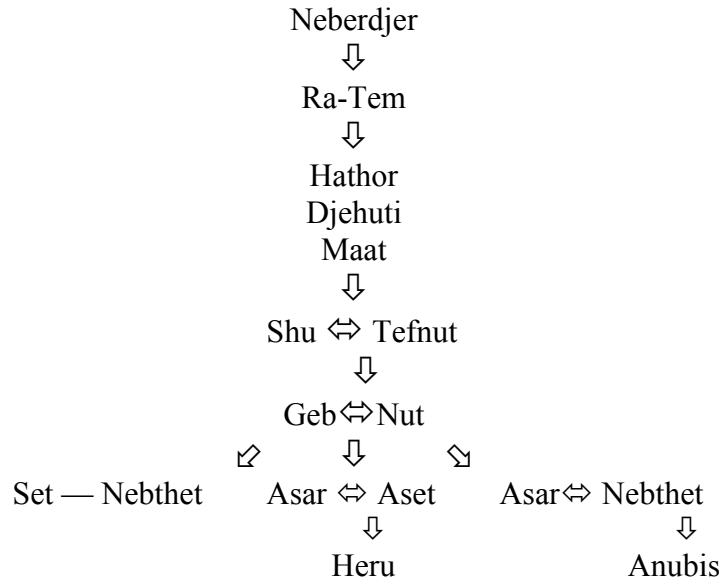 Neberdjer
⇩
Ra-Tem
⇩
Hathor
Djehuti
Maat
⇩
Shu ⇔ Tefnut
⇩
Geb⇔Nut
⬃ ⇩ ⬂
Set — Nebthet Asar ⇔ Aset Asar⇔ Nebthet
⇩ ⇩
Heru Anubis